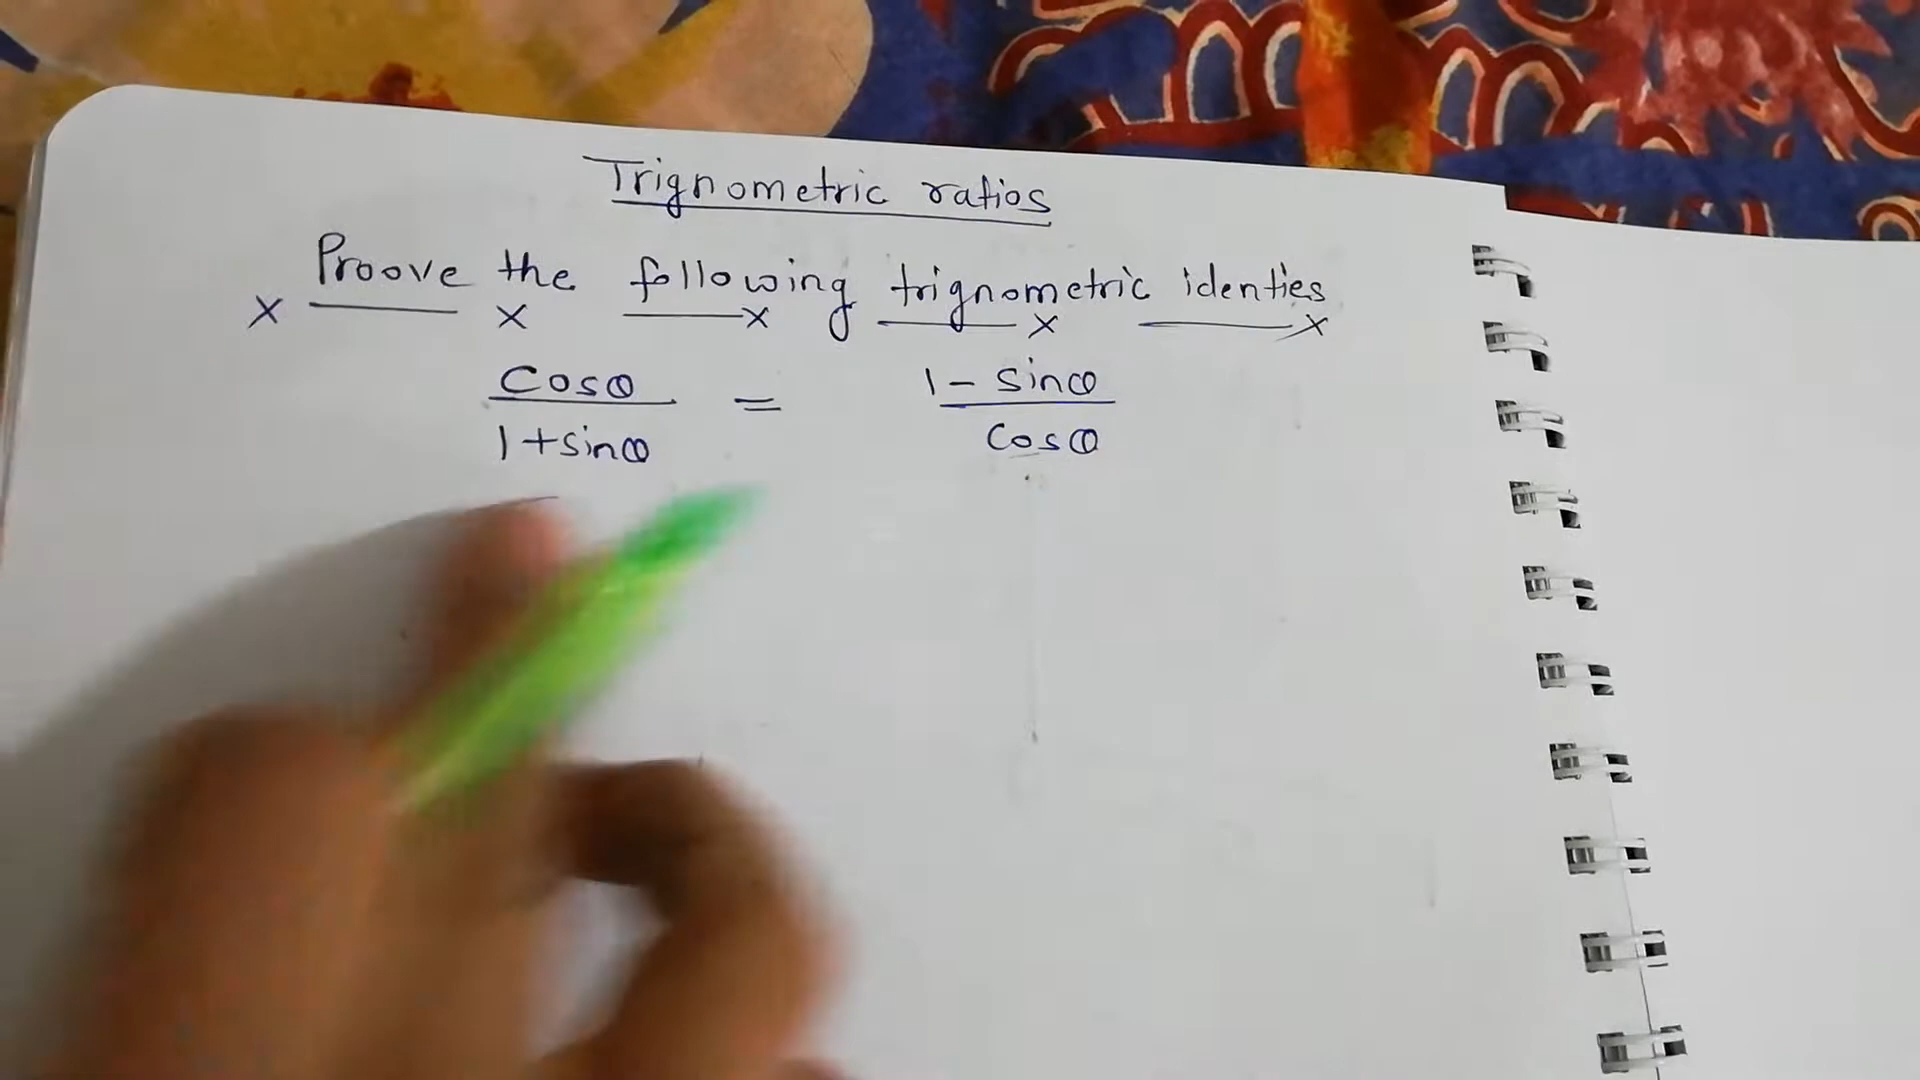 Trignometric ratios
Proove the following trignometric identies
x x x x x
Cosθ / 1+sinθ = 1 - sinθ / Cosθ